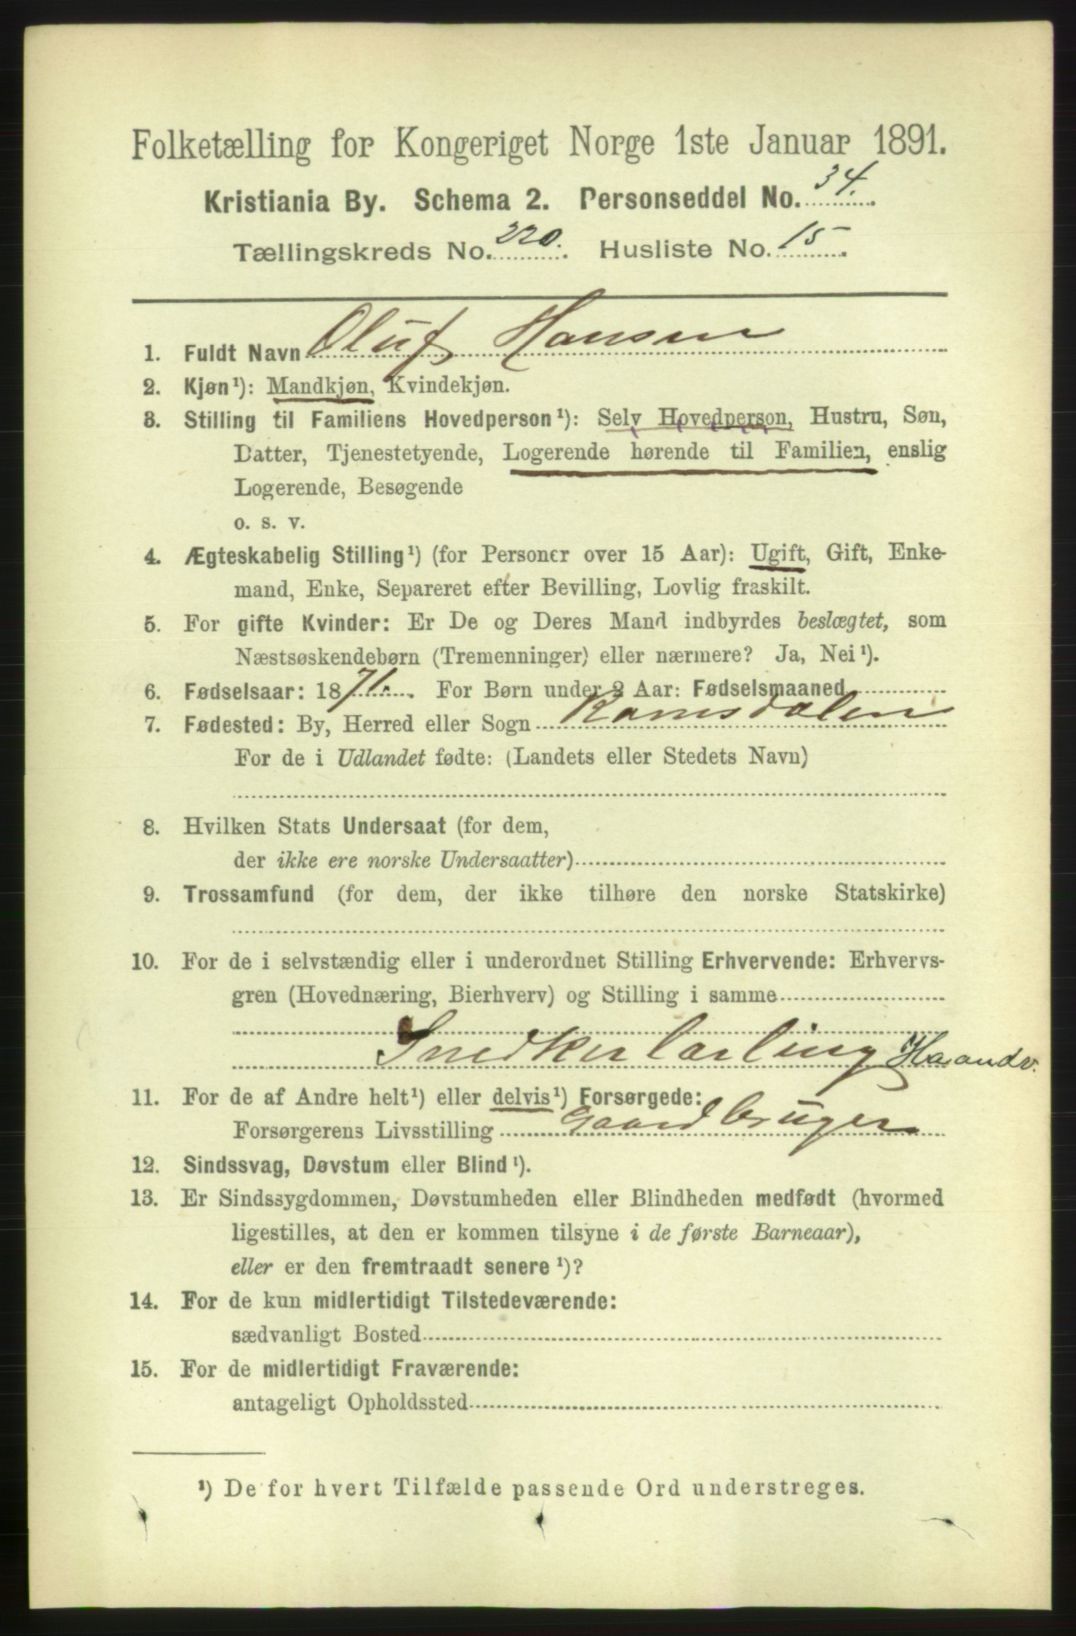 Folketælling for Kongeriget Norge 1ste Januar 1891.
Kristiania By. Schema 2. Personseddel No. 34.
Tællingskreds No. 220. Husliste No. 15
1. Fuldt Navn Oluf Hansen
2. Kjøn¹): Mandkjøn, Kvindekjøn.
3. Stilling til Familiens Hovedperson¹): Selv Hovedperson, Hustru, Søn,
Datter, Tjenestetyende, Logerende hørende til Familien, enslig
Logerende, Besøgende
o. s. v.
4. Ægteskabelig Stilling¹) (for Personer over 15 Aar): Ugift, Gift, Enke-
mand, Enke, Separeret efter Bevilling, Lovlig fraskilt.
5. For gifte Kvinder: Er De og Deres Mand indbyrdes beslægtet, som
Næstsøskendebørn (Tremenninger) eller nærmere? Ja, Nei¹).
6. Fødselsaar: 1871. For Børn under 2 Aar: Fødselsmaaned
7. Fødested: By, Herred eller Sogn Romsdalen
For de i Udlandet fødte: (Landets eller Stedets Navn)
8. Hvilken Stats Undersaat (for dem,
der ikke ere norske Undersaatter)
9. Trossamfund (for dem, der ikke tilhøre den norske Statskirke)
10. For de i selvstændig eller i underordnet Stilling Erhvervende: Erhvervs-
gren (Hovednæring, Bierhverv) og Stilling i samme
Snedkerlærling Haandv.
11. For de af Andre helt¹) eller delvis¹) Forsørgede:
Forsørgerens Livsstilling Gaardbruger
12. Sindssvag, Døvstum eller Blind¹).
13. Er Sindssygdommen, Døvstumheden eller Blindheden medfødt (hvormed
ligestilles, at den er kommen tilsyne i de første Barneaar),
eller er den fremtraadt senere¹)?
14. For de kun midlertidigt Tilstedeværende:
sædvanligt Bosted
15. For de midlertidigt Fraværende:
antageligt Opholdssted
¹) De for hvert Tilfælde passende Ord understreges.